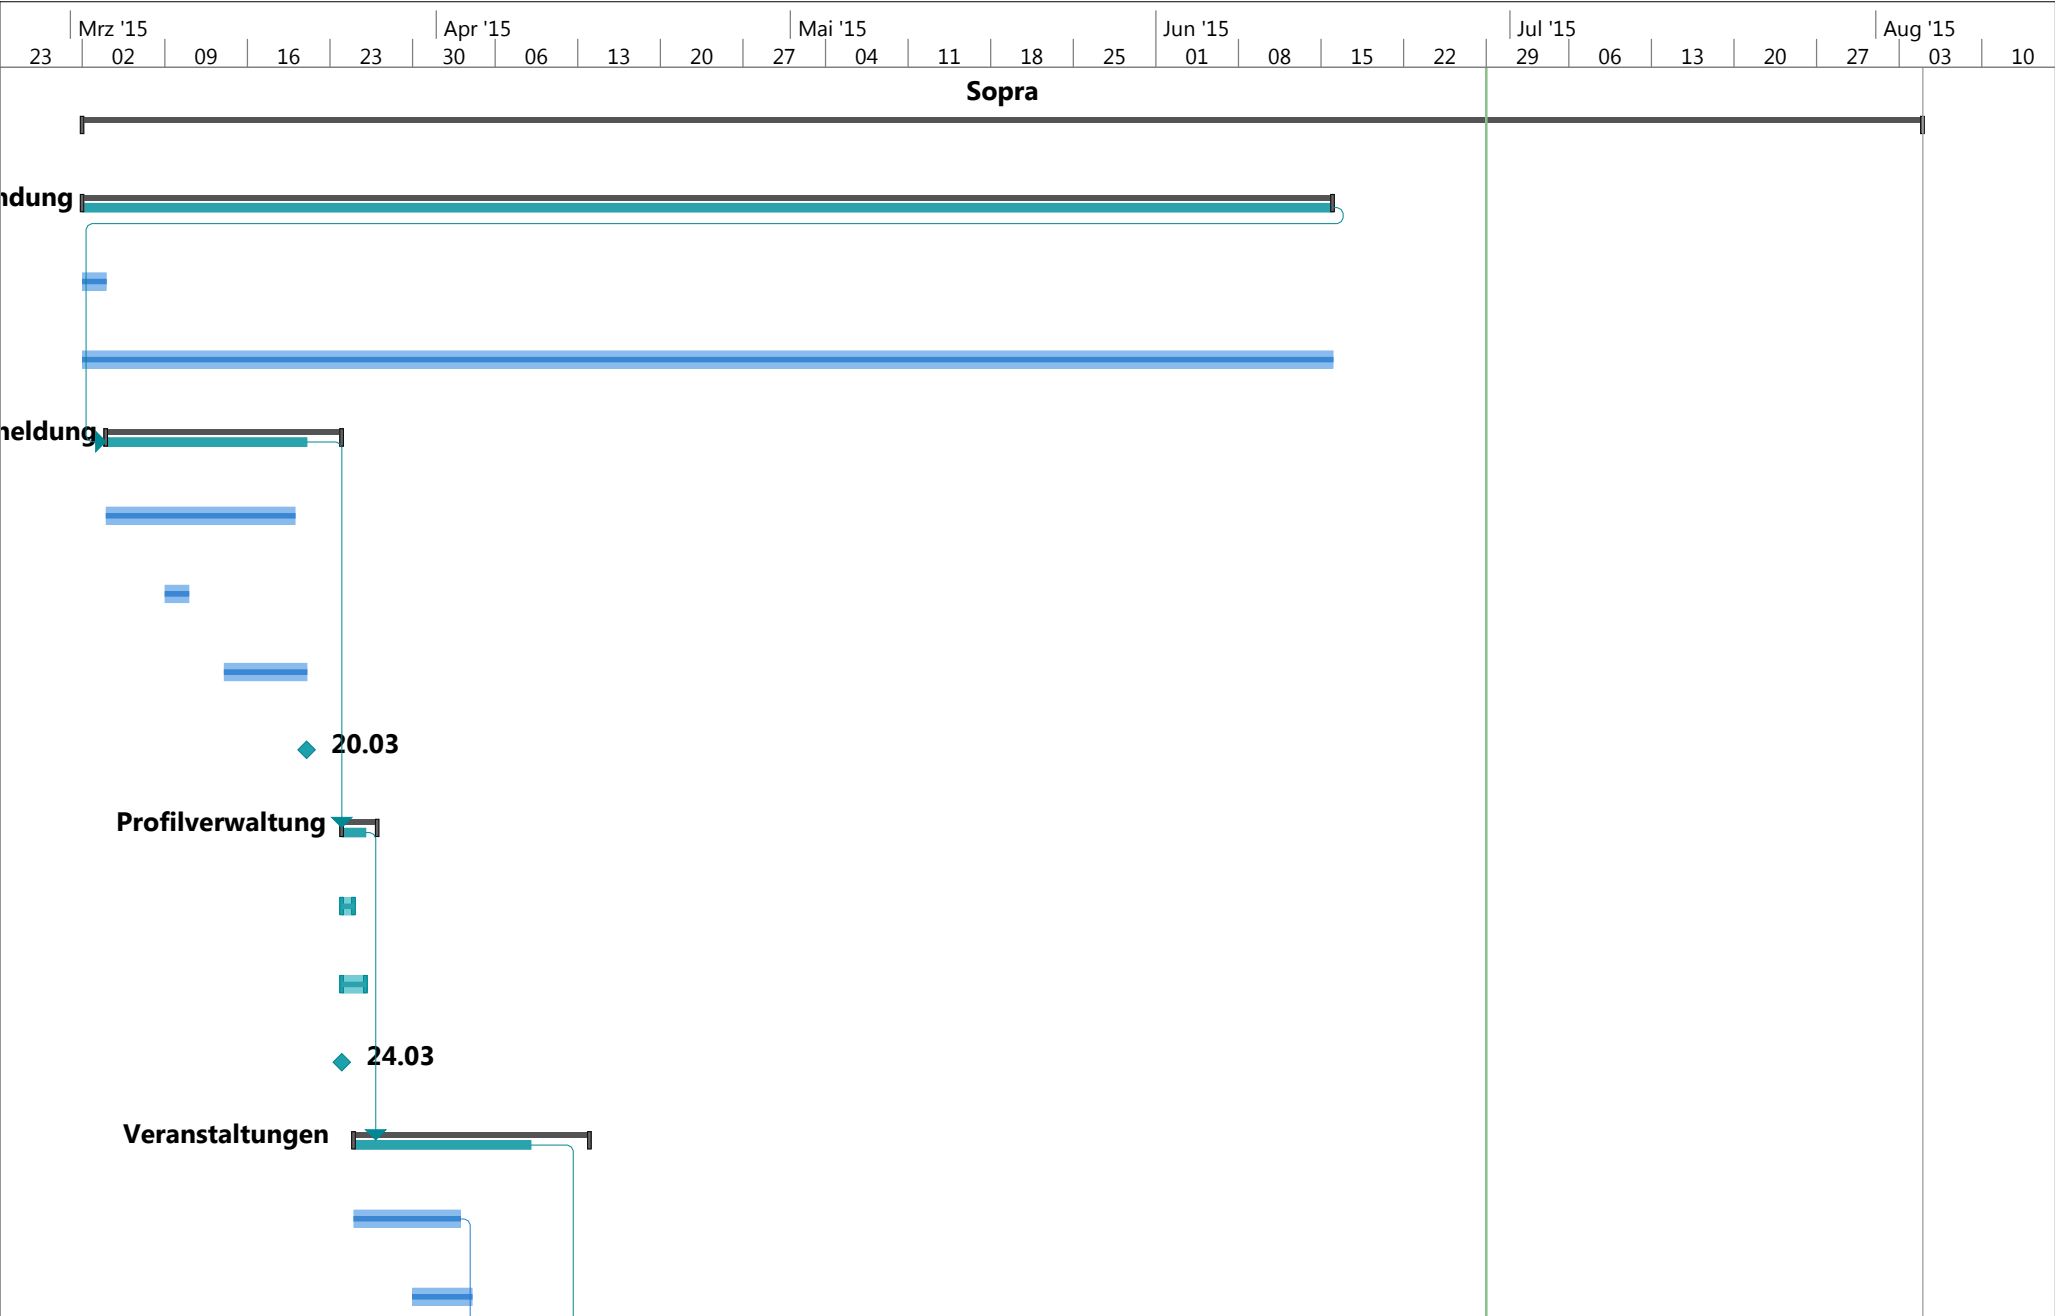 Mrz '15 Apr '15 Mai '15 Jun '15 Jul '15 Aug '15
23 02 09 16 23 30 06 13 20 27 04 11 18 25 01 08 15 22 29 06 13 20 27 03 10
Sopra
ndung
neldung
20.03
Profilverwaltung
24.03
Veranstaltungen